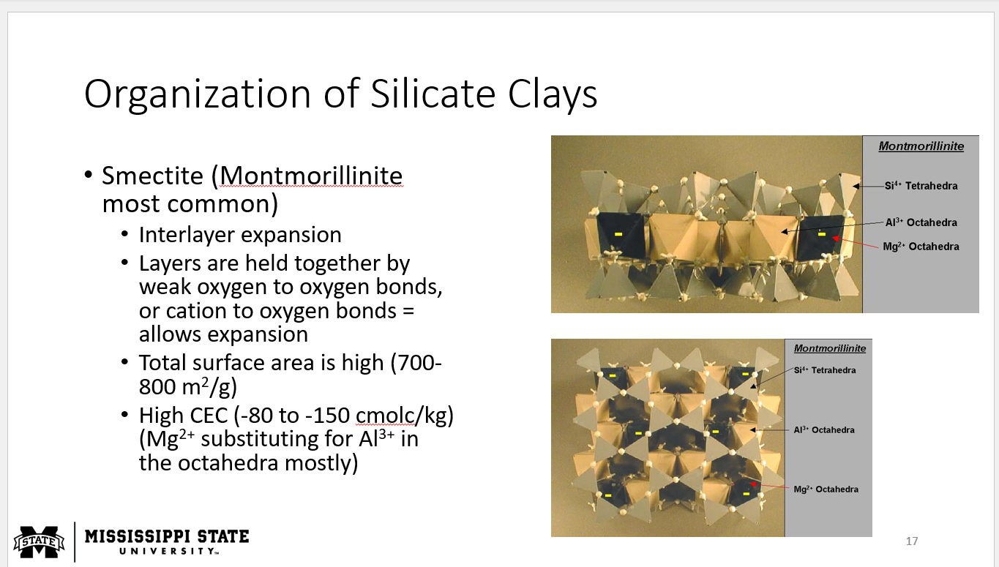 Organization of Silicate Clays
• Smectite (Montmorillinite
most common)
• Interlayer expansion
• Layers are held together by
weak oxygen to oxygen bonds,
or cation to oxygen bonds =
allows expansion
• Total surface area is high (700-
800 m²/g)
• High CEC (-80 to -150 cmolc/kg)
(Mg²⁺ substituting for Al³⁺ in
the octahedra mostly)
Montmorillinite
Si⁴⁺ Tetrahedra
Al³⁺ Octahedra
Mg²⁺ Octahedra
Montmorillinite
Si⁴⁺ Tetrahedra
Al³⁺ Octahedra
Mg²⁺ Octahedra
STATE
MISSISSIPPI STATE
UNIVERSITY™
17